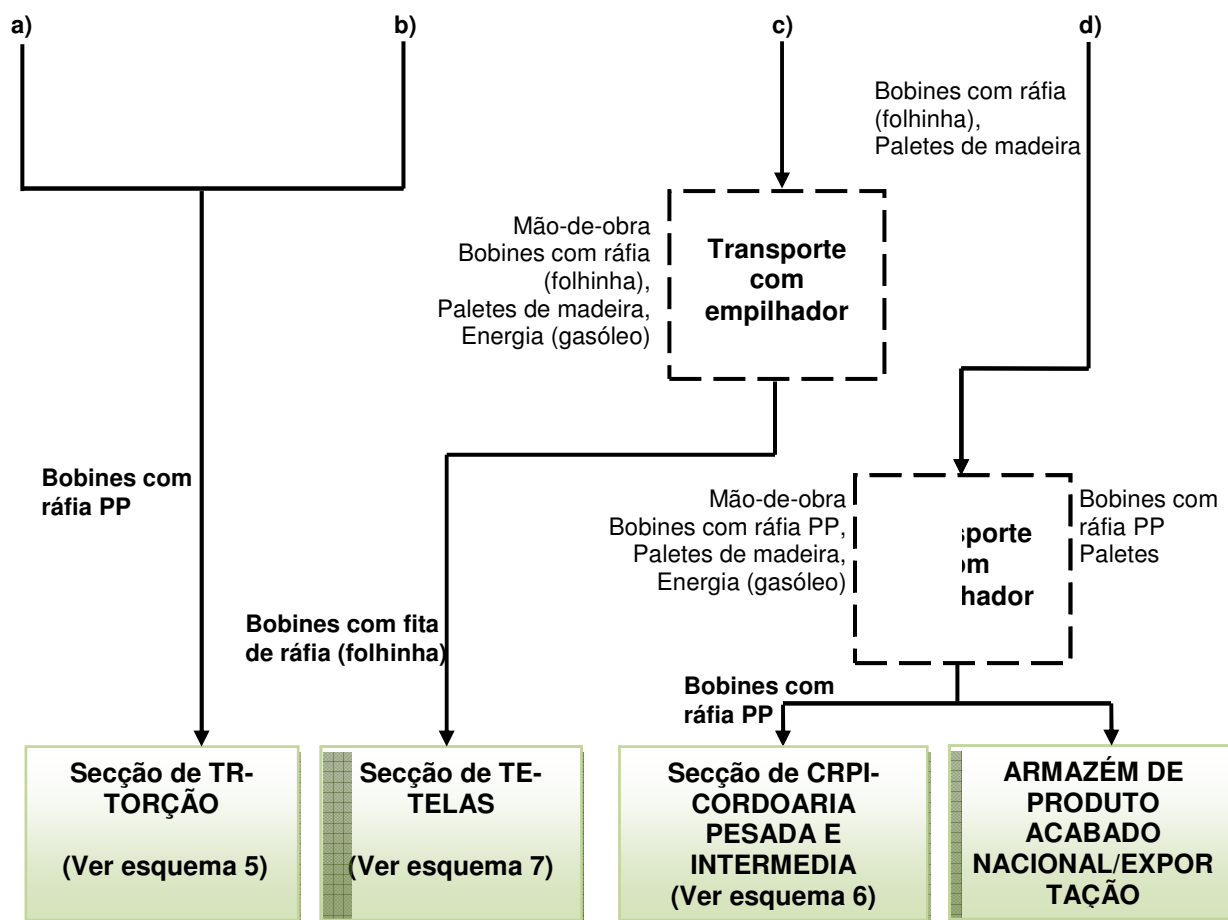 a)
b)
c)
d)
Bobines com ráfia
(folhinha),
Paletes de madeira
Mão-de-obra
Bobines com ráfia
(folhinha),
Paletes de madeira,
Energia (gasóleo)
Transporte
com
empilhador
Bobines com
ráfia PP
Mão-de-obra
Bobines com ráfia PP,
Paletes de madeira,
Energia (gasóleo)
sporte
om
hador
Bobines com
ráfia PP
Paletes
Bobines com fita
de ráfia (folhinha)
Bobines com
ráfia PP
Secção de TR-
TORÇÃO
(Ver esquema 5)
Secção de TE-
TELAS
(Ver esquema 7)
Secção de CRPI-
CORDOARIA
PESADA E
INTERMEDIA
(Ver esquema 6)
ARMAZÉM DE
PRODUTO
ACABADO
NACIONAL/EXPOR
TAÇÃO